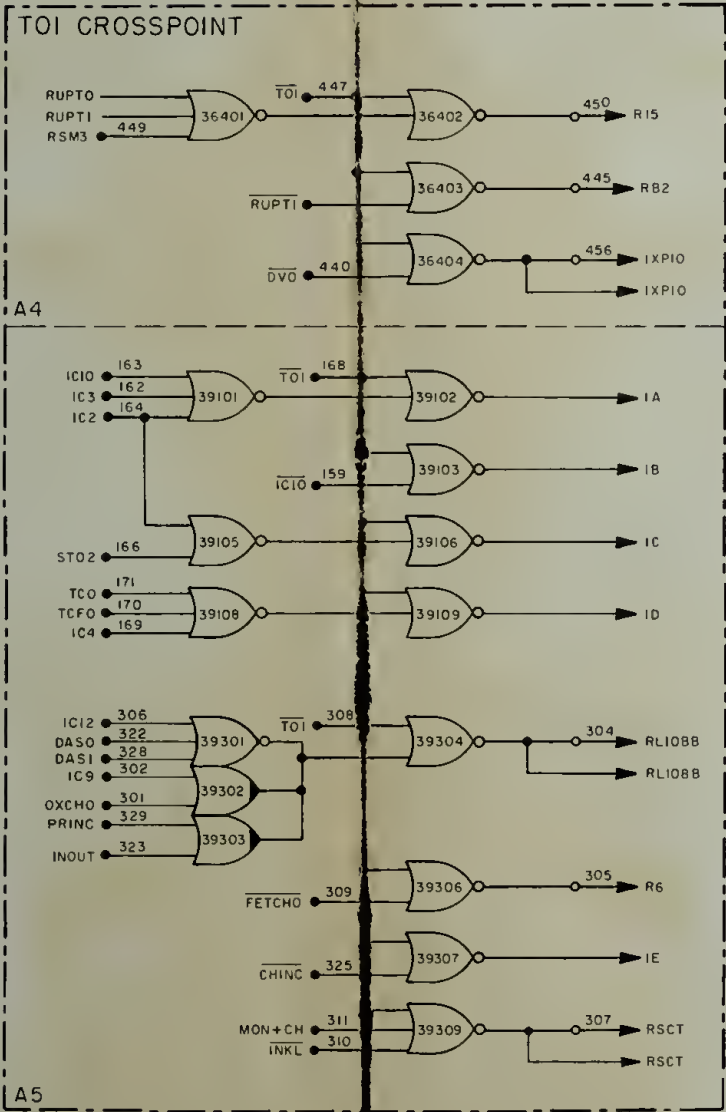 TOI CROSSPOINT
RUPTO
RUPTI
RSM3 449
36401
TOI 447
36402
450 R15
RUPTI
36403
445 RB2
DVO 440
36404
456 IXPIO
IXPIO
A4
IC10 163
IC3 162
IC2 164
39101
TOI 168
39102
IA
IC10 159
39103
IB
STO2 166
39105
39106
IC
TCO 171
TCFO 170
IC4 169
39108
39109
ID
IC12 306
DASO 322
DASI 328
IC9 302
OXCHO 301
PRINC 329
INOUT 323
39301
39302
39303
TOI 308
39304
304 RLIOBB
RLIOBB
FETCHO 309
39306
305 R6
CHINC 325
39307
IE
MON+CH 311
INKL 310
39309
307 RSCT
RSCT
A5